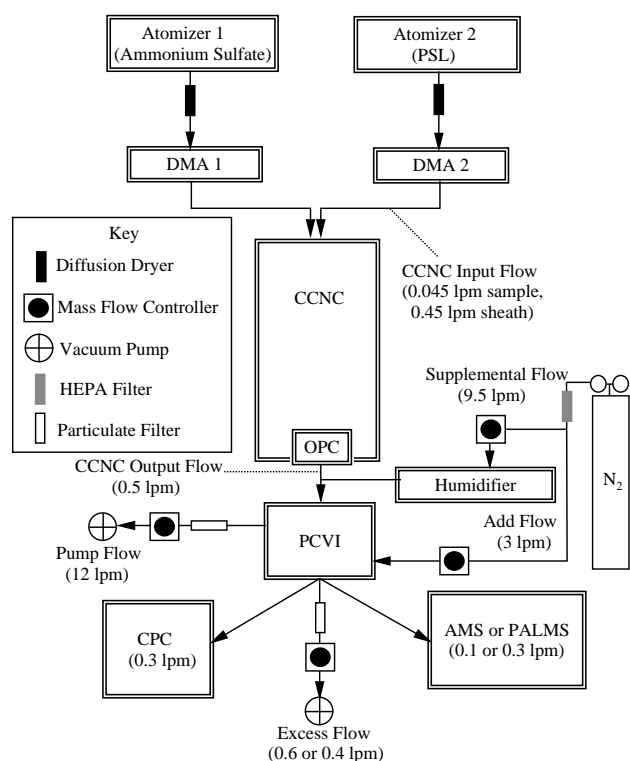 Atomizer 1
(Ammonium Sulfate)
Atomizer 2
(PSL)
DMA 1
DMA 2
Key
Diffusion Dryer
Mass Flow Controller
Vacuum Pump
HEPA Filter
Particulate Filter
CCNC
CCNC Input Flow
(0.045 lpm sample,
0.45 lpm sheath)
Supplemental Flow
(9.5 lpm)
OPC
CCNC Output Flow
(0.5 lpm)
Humidifier
N2
PCVI
Add Flow
(3 lpm)
Pump Flow
(12 lpm)
CPC
(0.3 lpm)
AMS or PALMS
(0.1 or 0.3 lpm)
Excess Flow
(0.6 or 0.4 lpm)